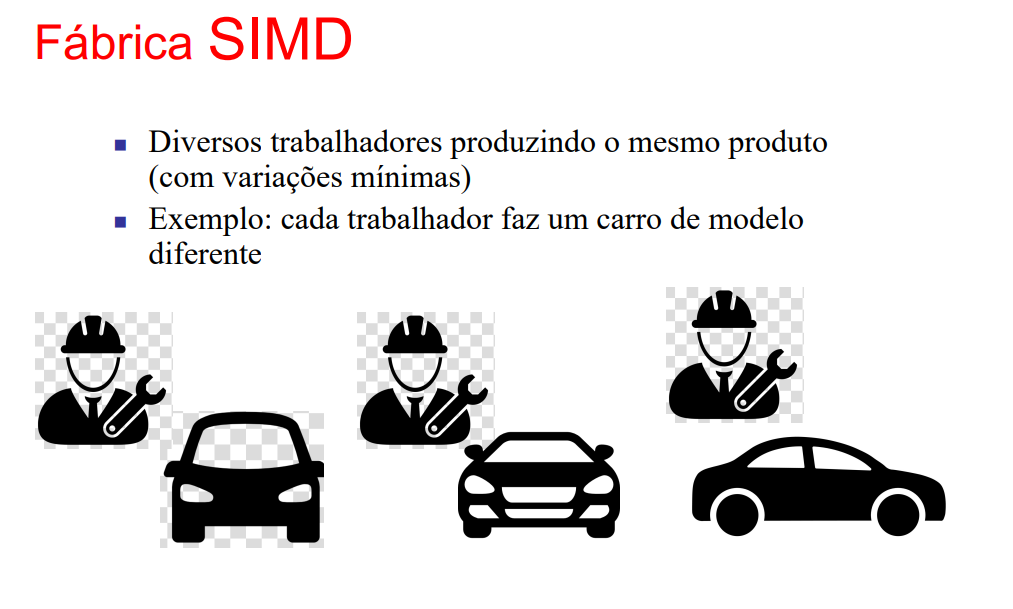 Fábrica SIMD
Diversos trabalhadores produzindo o mesmo produto
(com variações mínimas)
Exemplo: cada trabalhador faz um carro de modelo
diferente